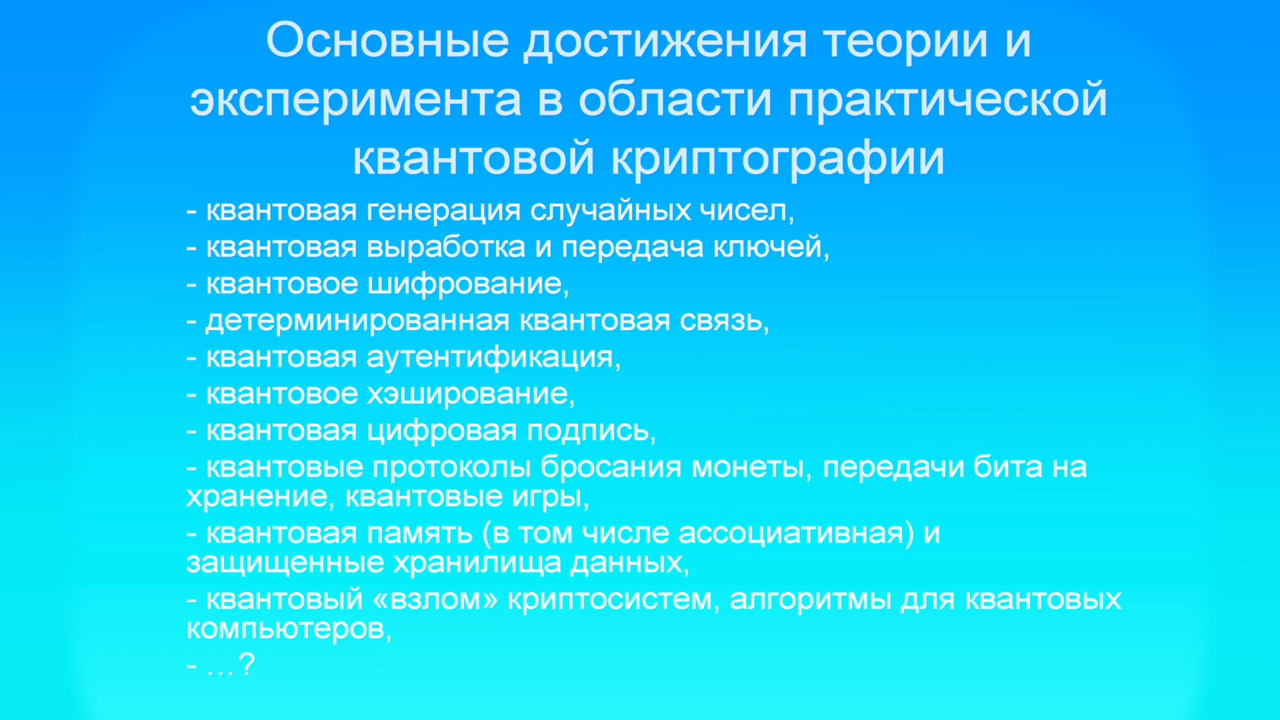 Основные достижения теории и
эксперимента в области практической
квантовой криптографии
- квантовая генерация случайных чисел,
- квантовая выработка и передача ключей,
- квантовое шифрование,
- детерминированная квантовая связь,
- квантовая аутентификация,
- квантовое хэширование,
- квантовая цифровая подпись,
- квантовые протоколы бросания монеты, передачи бита на
хранение, квантовые игры,
- квантовая память (в том числе ассоциативная) и
защищенные хранилища данных,
- квантовый «взлом» криптосистем, алгоритмы для квантовых
компьютеров,
- …?